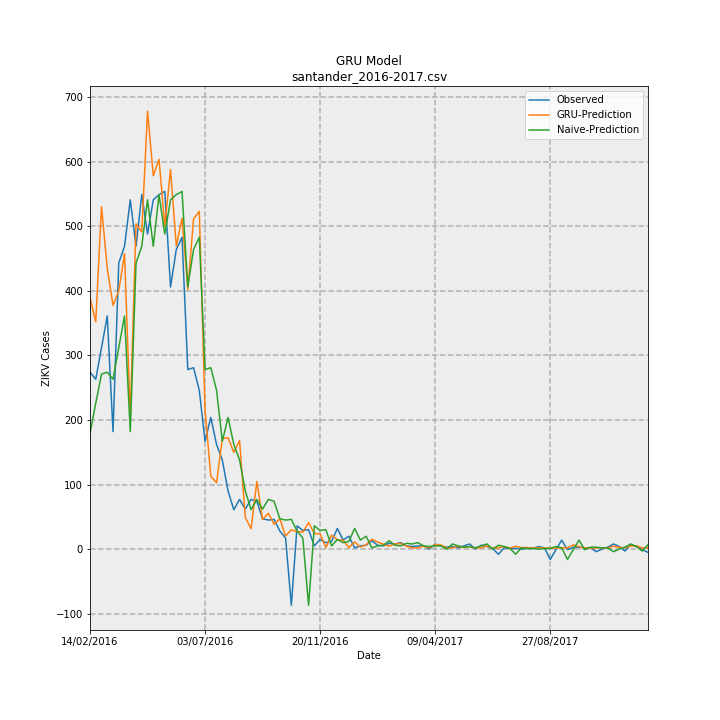 GRU Model
santander_2016-2017.csv
Observed
GRU-Prediction
Naive-Prediction
700
600
500
400
300
200
100
0
−100
ZIKV Cases
14/02/2016 03/07/2016 20/11/2016 09/04/2017 27/08/2017
Date